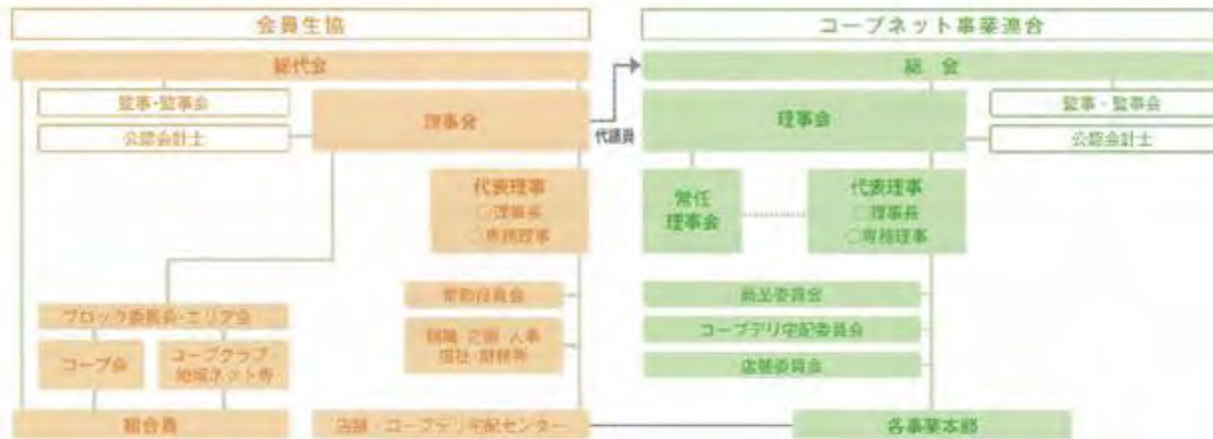 会員生協
総代会
監事・監事会
公認会計士
理事会
代議員
代表理事
○理事長
○専務理事
常勤役員会
組織・企画・人事
福祉・財務等
ブロック委員会・エリア会
コープ会
コープクラブ・
地域ネット等
組合員
店舗・コープデリ宅配センター
コープネット事業連合
総 会
理事会
監事・監事会
公認会計士
常任
理事会
代表理事
○理事長
○専務理事
商品委員会
コープデリ宅配委員会
店舗委員会
各事業本部